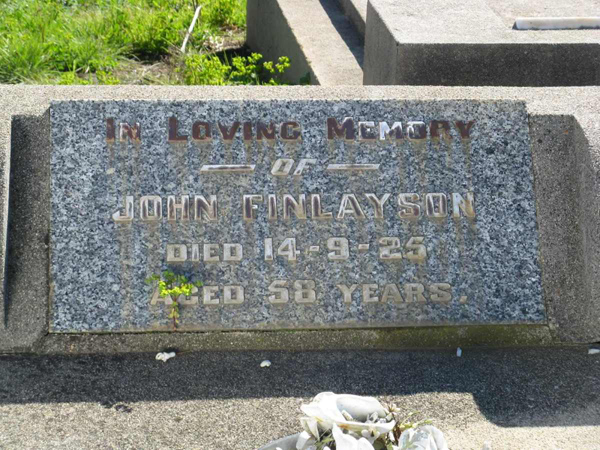 IN LOVING MEMORY
— OF —
JOHN FINLAYSON
DIED 14-9-25
AGED 58 YEARS.